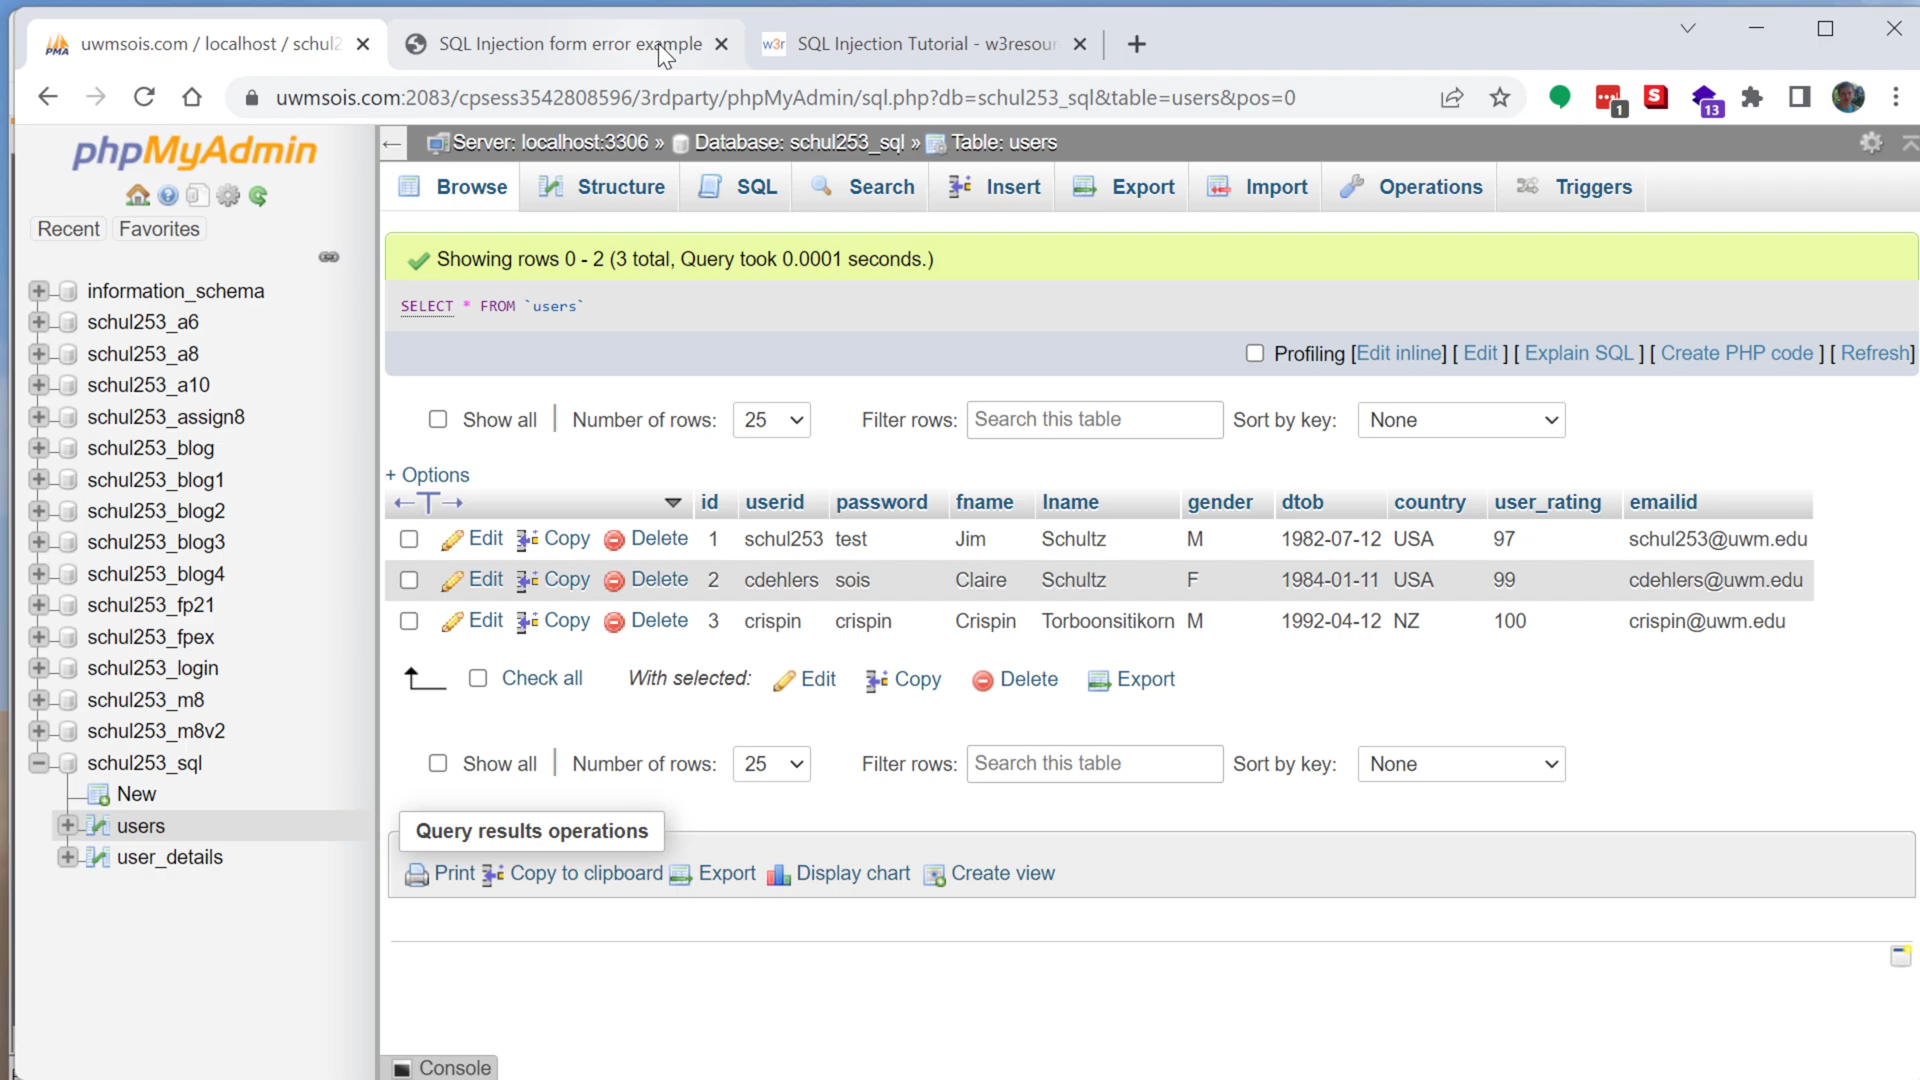 uwmsois.com / localhost / schul2
SQL Injection form error example
w3r SQL Injection Tutorial - w3resour
uwmsois.com:2083/cpsess3542808596/3rdparty/phpMyAdmin/sql.php?db=schul253_sql&table=users&pos=0
1
S
13
phpMyAdmin
Recent Favorites
information_schema
schul253_a6
schul253_a8
schul253_a10
schul253_assign8
schul253_blog
schul253_blog1
schul253_blog2
schul253_blog3
schul253_blog4
schul253_fp21
schul253_fpex
schul253_login
schul253_m8
schul253_m8v2
schul253_sql
New
users
user_details
Server: localhost:3306 » Database: schul253_sql » Table: users
Browse Structure SQL Search Insert Export Import Operations Triggers
Showing rows 0 - 2 (3 total, Query took 0.0001 seconds.)
SELECT * FROM `users`
Profiling [Edit inline] [ Edit ] [ Explain SQL ] [ Create PHP code ] [ Refresh]
Show all Number of rows: 25 Filter rows: Search this table Sort by key: None
+ Options
id userid password fname lname gender dtob country user_rating emailid
Edit Copy Delete 1 schul253 test Jim Schultz M 1982-07-12 USA 97 schul253@uwm.edu
Edit Copy Delete 2 cdehlers sois Claire Schultz F 1984-01-11 USA 99 cdehlers@uwm.edu
Edit Copy Delete 3 crispin crispin Crispin Torboonsitikorn M 1992-04-12 NZ 100 crispin@uwm.edu
Check all With selected: Edit Copy Delete Export
Show all Number of rows: 25 Filter rows: Search this table Sort by key: None
Query results operations
Print Copy to clipboard Export Display chart Create view
Console